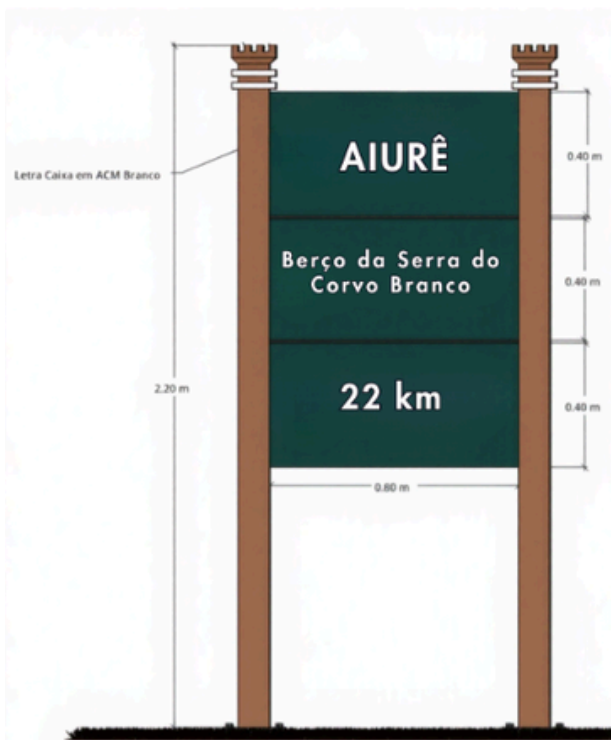 AIURÊ
0.40 m
Letra Caixa em ACM Branco
Berço da Serra do
Corvo Branco
0.40 m
2.20 m
22 km
0.40 m
0.80 m